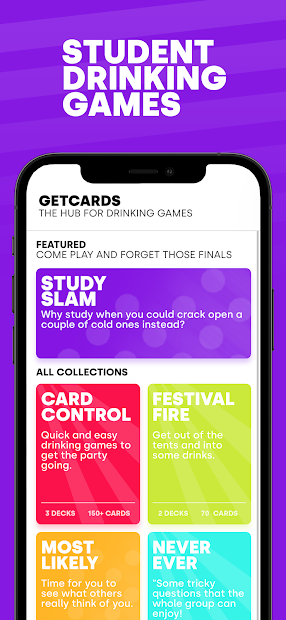 STUDENT
DRINKING
GAMES
GETCARDS
THE HUB FOR DRINKING GAMES
FEATURED
COME PLAY AND FORGET THOSE FINALS
STUDY
SLAM
Why study when you could crack open a
couple of cold ones instead?
ALL COLLECTIONS
CARD
CONTROL
Quick and easy
drinking games to
get the party
going.
3 DECKS 150+ CARDS
FESTIVAL
FIRE
Get out of the
tents and into
some drinks.
2 DECKS 70 CARDS
MOST
LIKELY
Time for you to
see what others
really think of you.
NEVER
EVER
"Some tricky
questions that the
whole group can
enjoy!